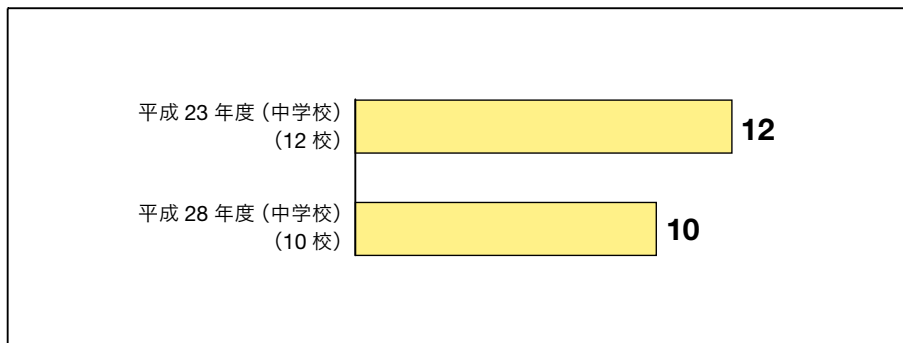 平成 23 年度（中学校）
（12 校）
12
平成 28 年度（中学校）
（10 校）
10